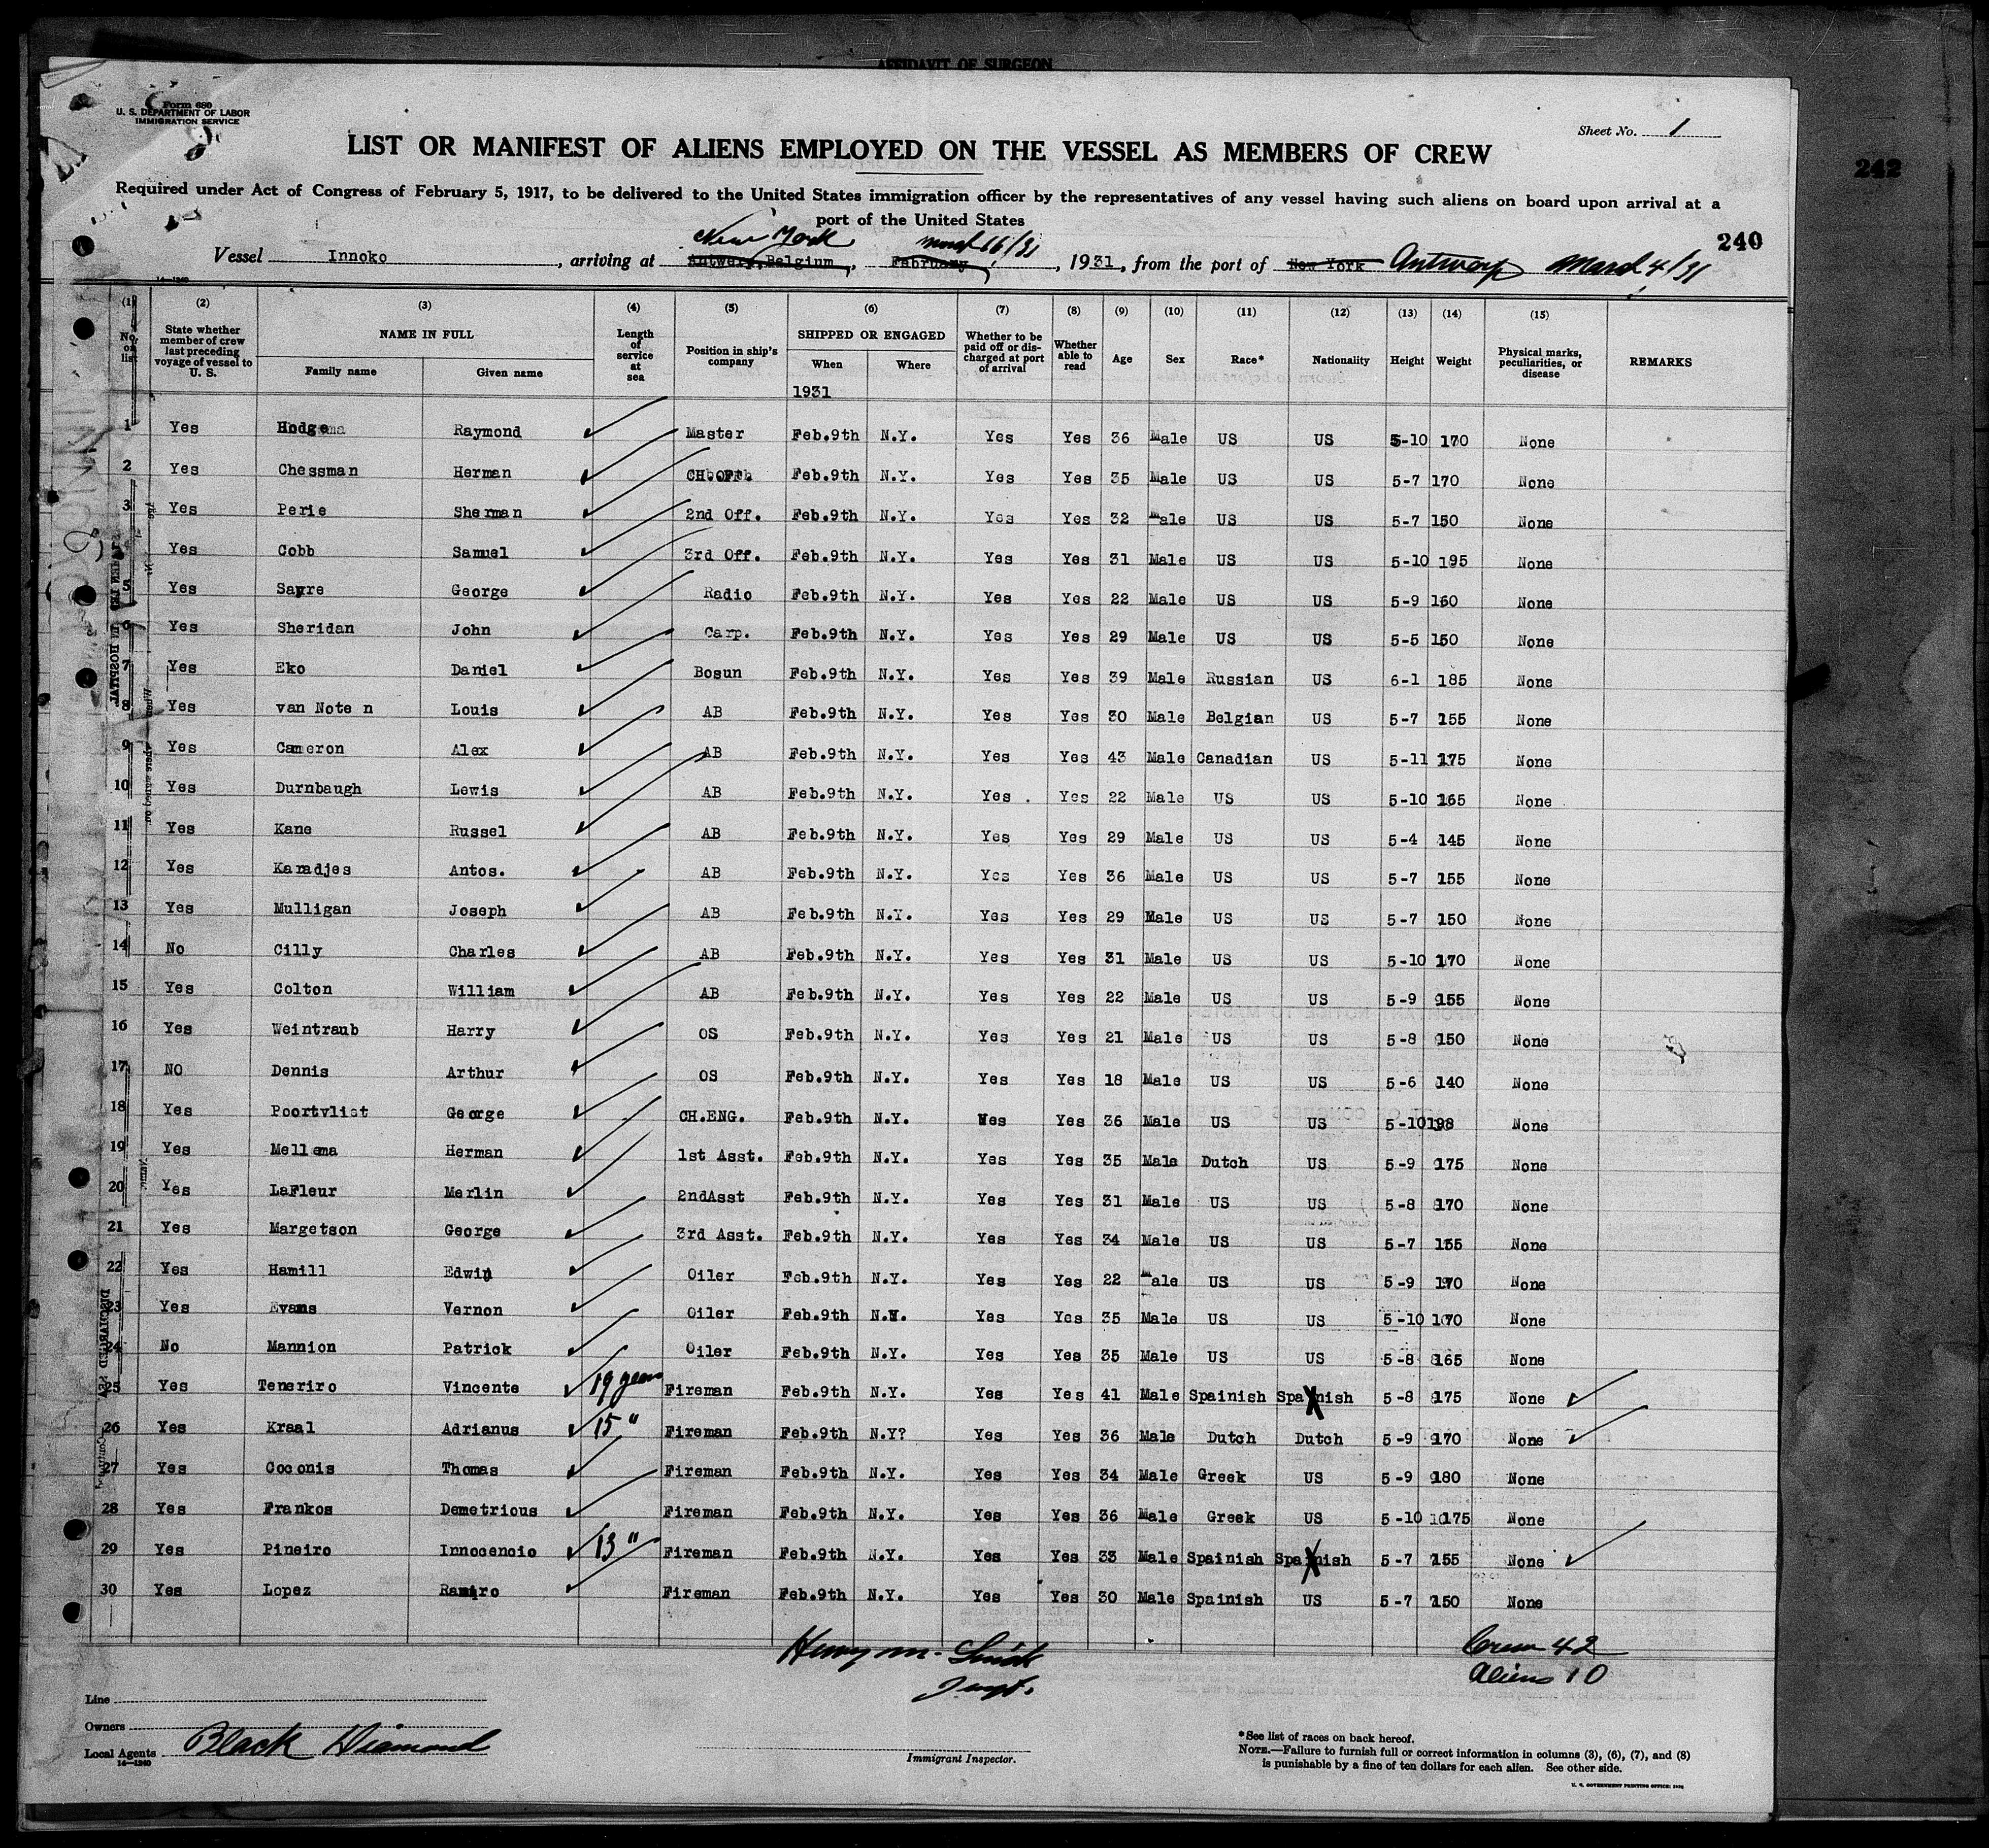 AFFIDAVIT OF SURGEON
Form 680
U. S. DEPARTMENT OF LABOR
IMMIGRATION SERVICE
Sheet No. 1
LIST OR MANIFEST OF ALIENS EMPLOYED ON THE VESSEL AS MEMBERS OF CREW
242
Required under Act of Congress of February 5, 1917, to be delivered to the United States immigration officer by the representatives of any vessel having such aliens on board upon arrival at a
port of the United States
240
New York March 16/31
Vessel Innoko, arriving at Antwerp, Belgium, February, 1931, from the port of New York Antwerp March 4/31
14-1240
(1) (2) (3) (4) (5) (6) (7) (8) (9) (10) (11) (12) (13) (14) (15)
No. on list State whether member of crew last preceding voyage of vessel to U. S. NAME IN FULL Family name Given name Length of service at sea Position in ship's company SHIPPED OR ENGAGED When Where Whether to be paid off or discharged at port of arrival Whether able to read Age Sex Race* Nationality Height Weight Physical marks, peculiarities, or disease REMARKS
1931
1 Yes Hodge Raymond Master Feb.9th N.Y. Yes Yes 36 Male US US 5-10 170 None
2 Yes Chessman Herman CH.Off. Feb.9th N.Y. Yes Yes 35 Male US US 5-7 170 None
3 Yes Perie Sherman 2nd Off. Feb.9th N.Y. Yes Yes 32 Male US US 5-7 150 None
Yes Cobb Samuel 3rd Off. Feb.9th N.Y. Yes Yes 31 Male US US 5-10 195 None
5 Yes Sayre George Radio Feb.9th N.Y. Yes Yes 22 Male US US 5-9 160 None
6 Yes Sheridan John Carp. Feb.9th N.Y. Yes Yes 29 Male US US 5-5 150 None
7 Yes Eko Daniel Bosun Feb.9th N.Y. Yes Yes 39 Male Russian US 6-1 185 None
8 Yes van Note n Louis AB Feb.9th N.Y. Yes Yes 30 Male Belgian US 5-7 155 None
9 Yes Cameron Alex AB Feb.9th N.Y. Yes Yes 43 Male Canadian US 5-11 175 None
10 Yes Durnbaugh Lewis AB Feb.9th N.Y. Yes Yes 22 Male US US 5-10 165 None
11 Yes Kane Russel AB Feb.9th N.Y. Yes Yes 29 Male US US 5-4 145 None
12 Yes Karadjes Antos. AB Feb.9th N.Y. Yes Yes 36 Male US US 5-7 155 None
13 Yes Mulligan Joseph AB Feb.9th N.Y. Yes Yes 29 Male US US 5-7 150 None
14 No Cilly Charles AB Feb.9th N.Y. Yes Yes 31 Male US US 5-10 170 None
15 Yes Colton William AB Feb.9th N.Y. Yes Yes 22 Male US US 5-9 155 None
16 Yes Weintraub Harry OS Feb.9th N.Y. Yes Yes 21 Male US US 5-8 150 None
17 NO Dennis Arthur OS Feb.9th N.Y. Yes Yes 18 Male US US 5-6 140 None
18 Yes Poortvliet George CH.ENG. Feb.9th N.Y. Yes Yes 36 Male US US 5-10 198 None
19 Yes Mellema Herman 1st Asst. Feb.9th N.Y. Yes Yes 35 Male Dutch US 5-9 175 None
20 Yes LaFleur Merlin 2ndAsst Feb.9th N.Y. Yes Yes 31 Male US US 5-8 170 None
21 Yes Margetson George 3rd Asst. Feb.9th N.Y. Yes Yes 34 Male US US 5-7 155 None
22 Yes Hamill Edwin Oiler Feb.9th N.Y. Yes Yes 22 Male US US 5-9 170 None
23 Yes Evans Vernon Oiler Feb.9th N.Y. Yes Yes 35 Male US US 5-10 170 None
24 No Mannion Patrick Oiler Feb.9th N.Y. Yes Yes 35 Male US US 5-8 165 None
25 Yes Teneriro Vincente 19 years Fireman Feb.9th N.Y. Yes Yes 41 Male Spainish Spainish 5-8 175 None
26 Yes Kraal Adrianus 15 " Fireman Feb.9th N.Y? Yes Yes 36 Male Dutch Dutch 5-9 170 None
27 Yes Coconis Thomas Fireman Feb.9th N.Y. Yes Yes 34 Male Greek US 5-9 180 None
28 Yes Frankos Demetrious Fireman Feb.9th N.Y. Yes Yes 36 Male Greek US 5-10 175 None
29 Yes Pineiro Innocencio 13 " Fireman Feb.9th N.Y. Yes Yes 33 Male Spainish Spainish 5-7 155 None
30 Yes Lopez Ramiro Fireman Feb.9th N.Y. Yes Yes 30 Male Spainish US 5-7 150 None
Crew 42
Aliens 10
Line
Owners
Local Agents Black Diamond
14-1240
Immigrant Inspector.
*See list of races on back hereof.
NOTE.—Failure to furnish full or correct information in columns (3), (6), (7), and (8)
is punishable by a fine of ten dollars for each alien. See other side.